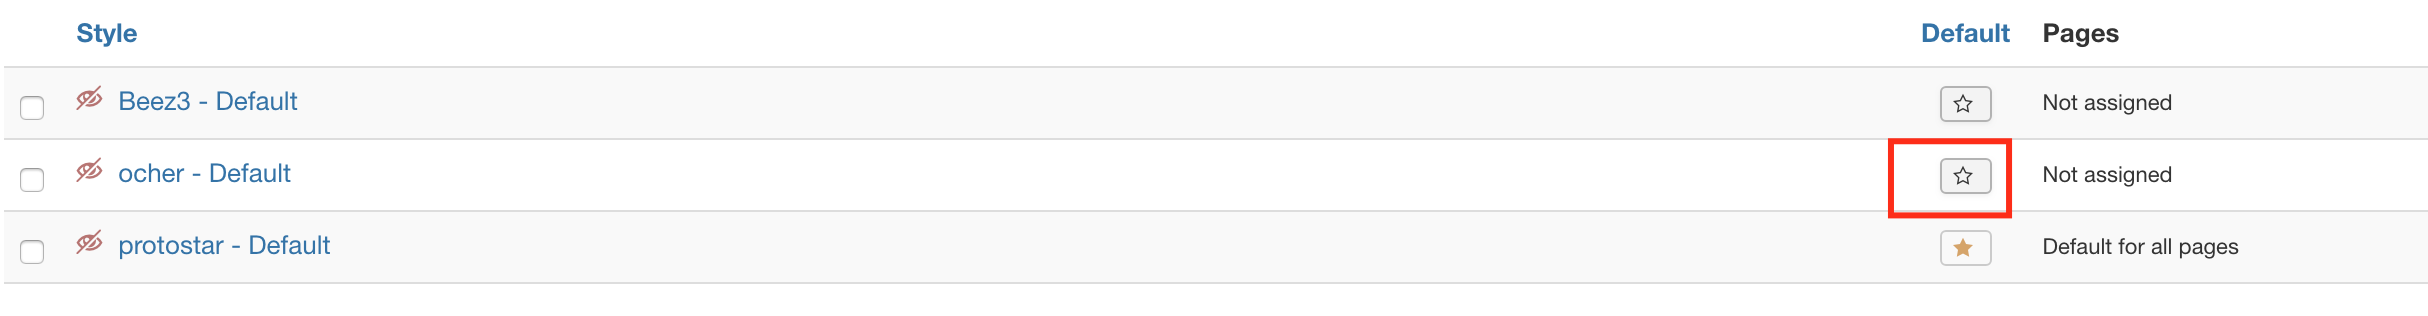 Style Default Pages
Beez3 - Default Not assigned
ocher - Default Not assigned
protostar - Default Default for all pages